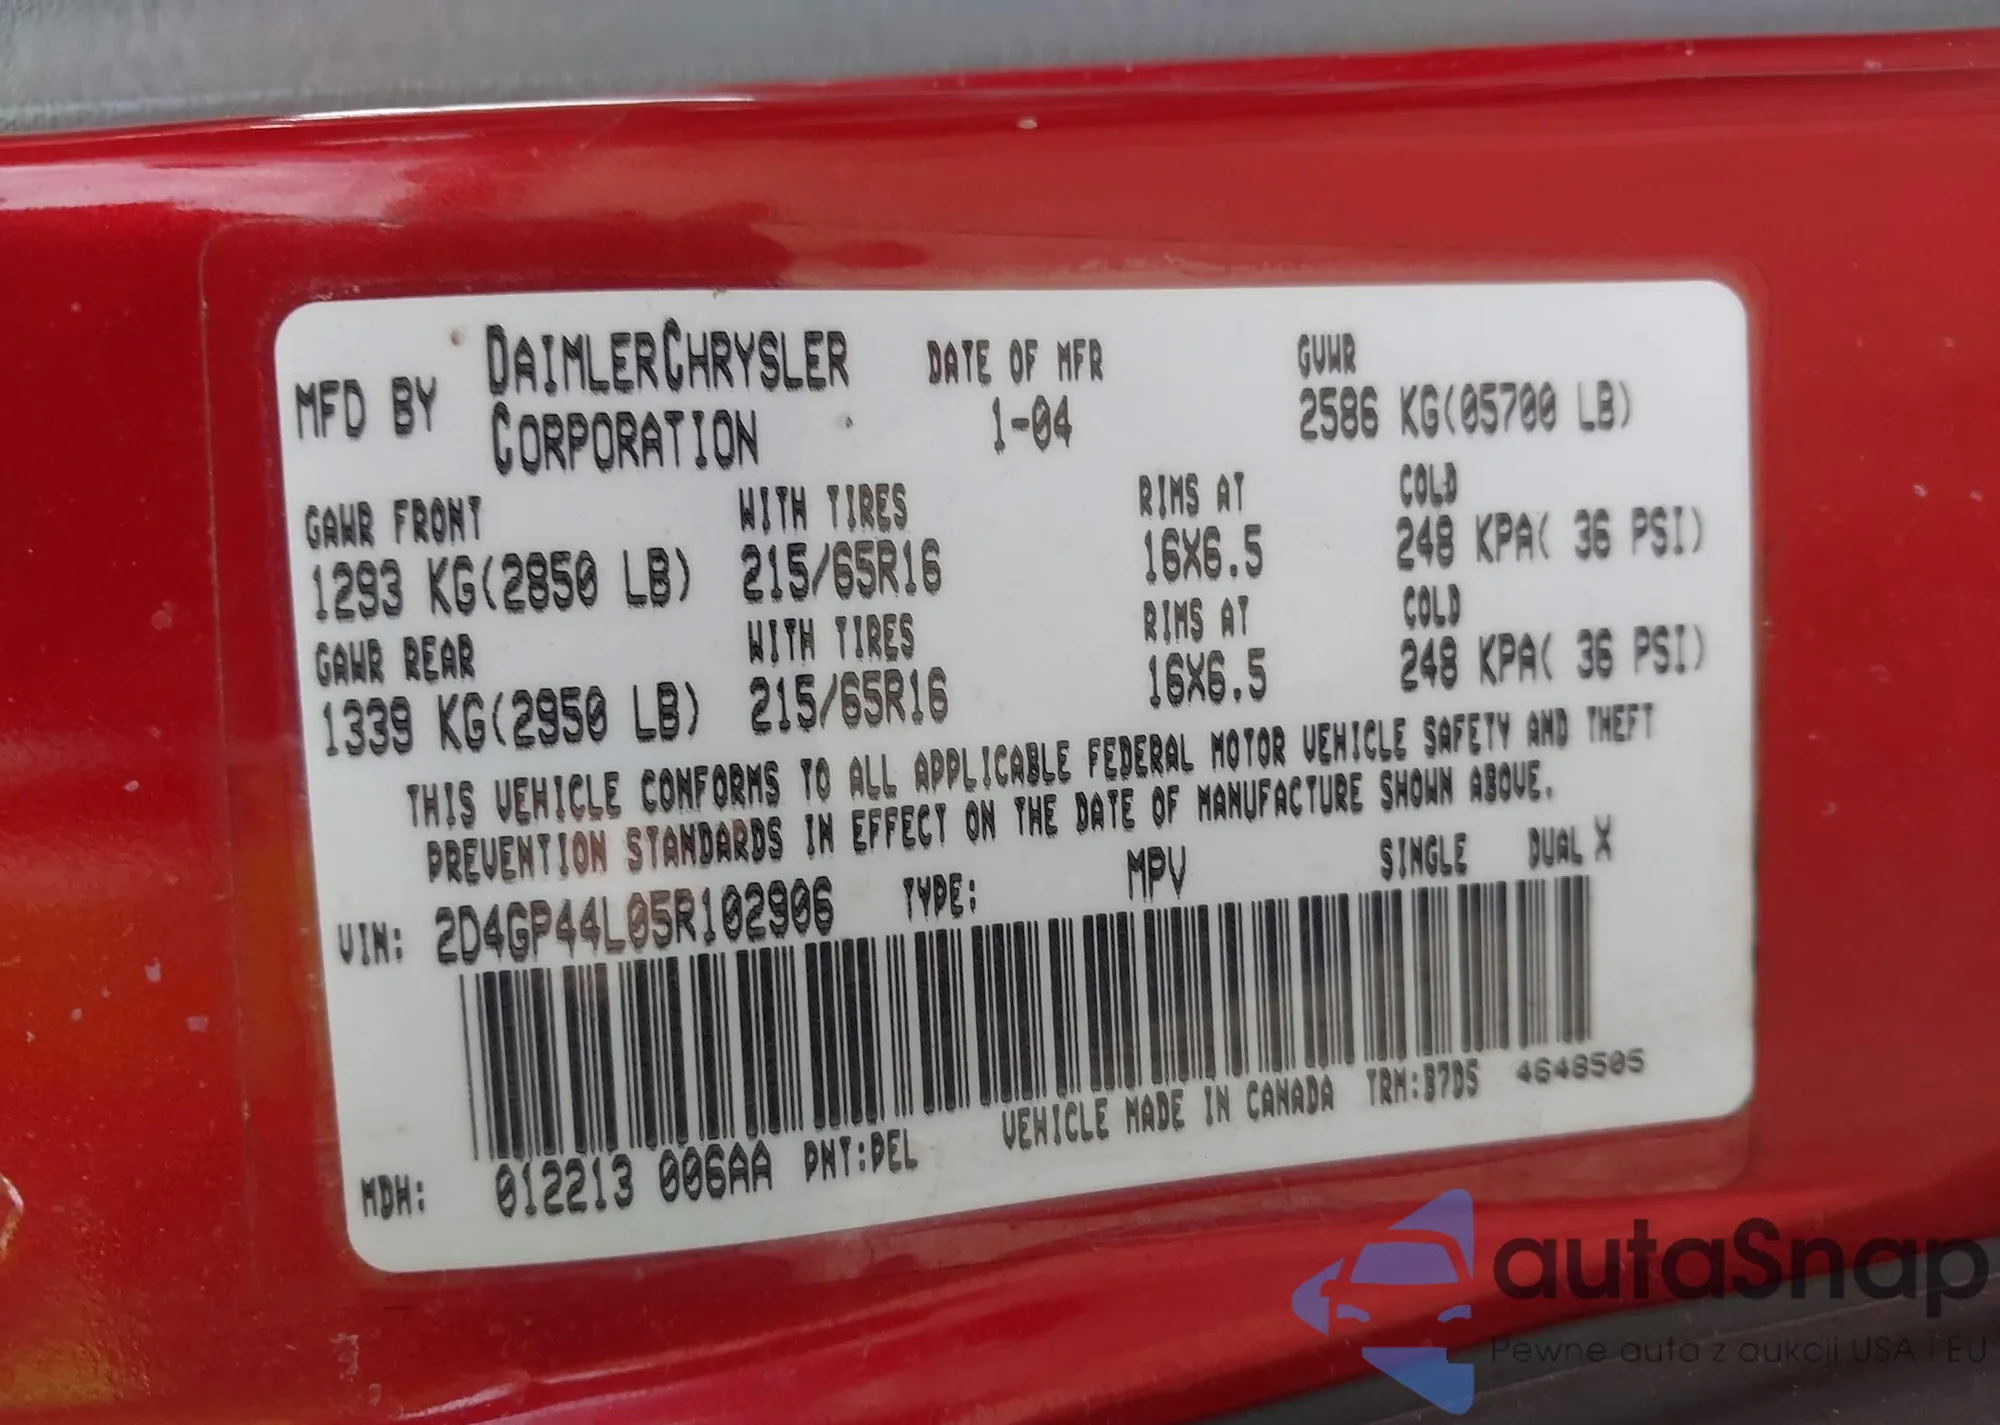 MFD BY DAIMLERCHRYSLER CORPORATION
DATE OF MFR
1-04
GVWR
2586 KG(05700 LB)
GAWR FRONT WITH TIRES RIMS AT COLD
1293 KG(2850 LB) 215/65R16 16X6.5 248 KPA( 36 PSI)
GAWR REAR WITH TIRES RIMS AT COLD
1339 KG(2950 LB) 215/65R16 16X6.5 248 KPA( 36 PSI)
THIS VEHICLE CONFORMS TO ALL APPLICABLE FEDERAL MOTOR VEHICLE SAFETY AND THEFT
PREVENTION STANDARDS IN EFFECT ON THE DATE OF MANUFACTURE SHOWN ABOVE.
VIN: 2D4GP44L05R102906 TYPE: MPV SINGLE DUAL X
MDH: 012213 006AA PNT:PEL VEHICLE MADE IN CANADA TRM:B7D5 4648505
autaSnap
Pewne auta z aukcji USA i EU